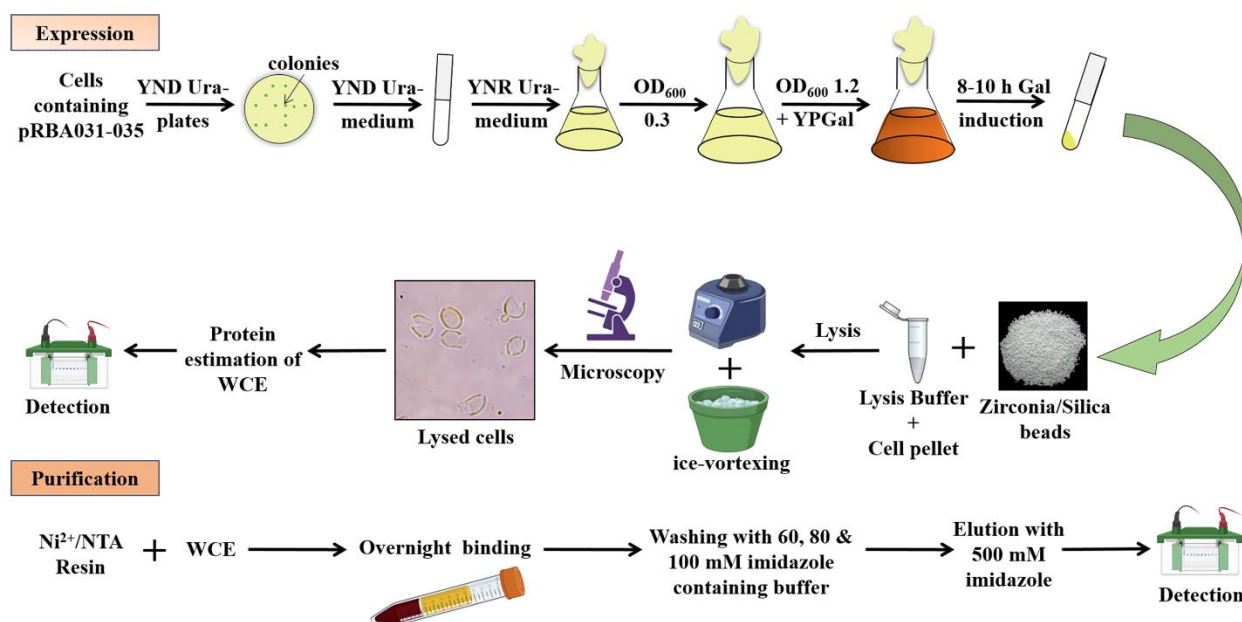 Expression
Cells
containing
pRBA031-035
YND Ura-
plates
colonies
YND Ura-
medium
YNR Ura-
medium
OD₆₀₀
0.3
OD₆₀₀ 1.2
+ YPGal
8-10 h Gal
induction
Zirconia/Silica
beads
+
Lysis Buffer
+
Cell pellet
Lysis
+
ice-vortexing
Microscopy
Lysed cells
Protein
estimation of
WCE
Detection
Purification
Ni²⁺/NTA
Resin
+
WCE
Overnight binding
Washing with 60, 80 &
100 mM imidazole
containing buffer
Elution with
500 mM
imidazole
Detection